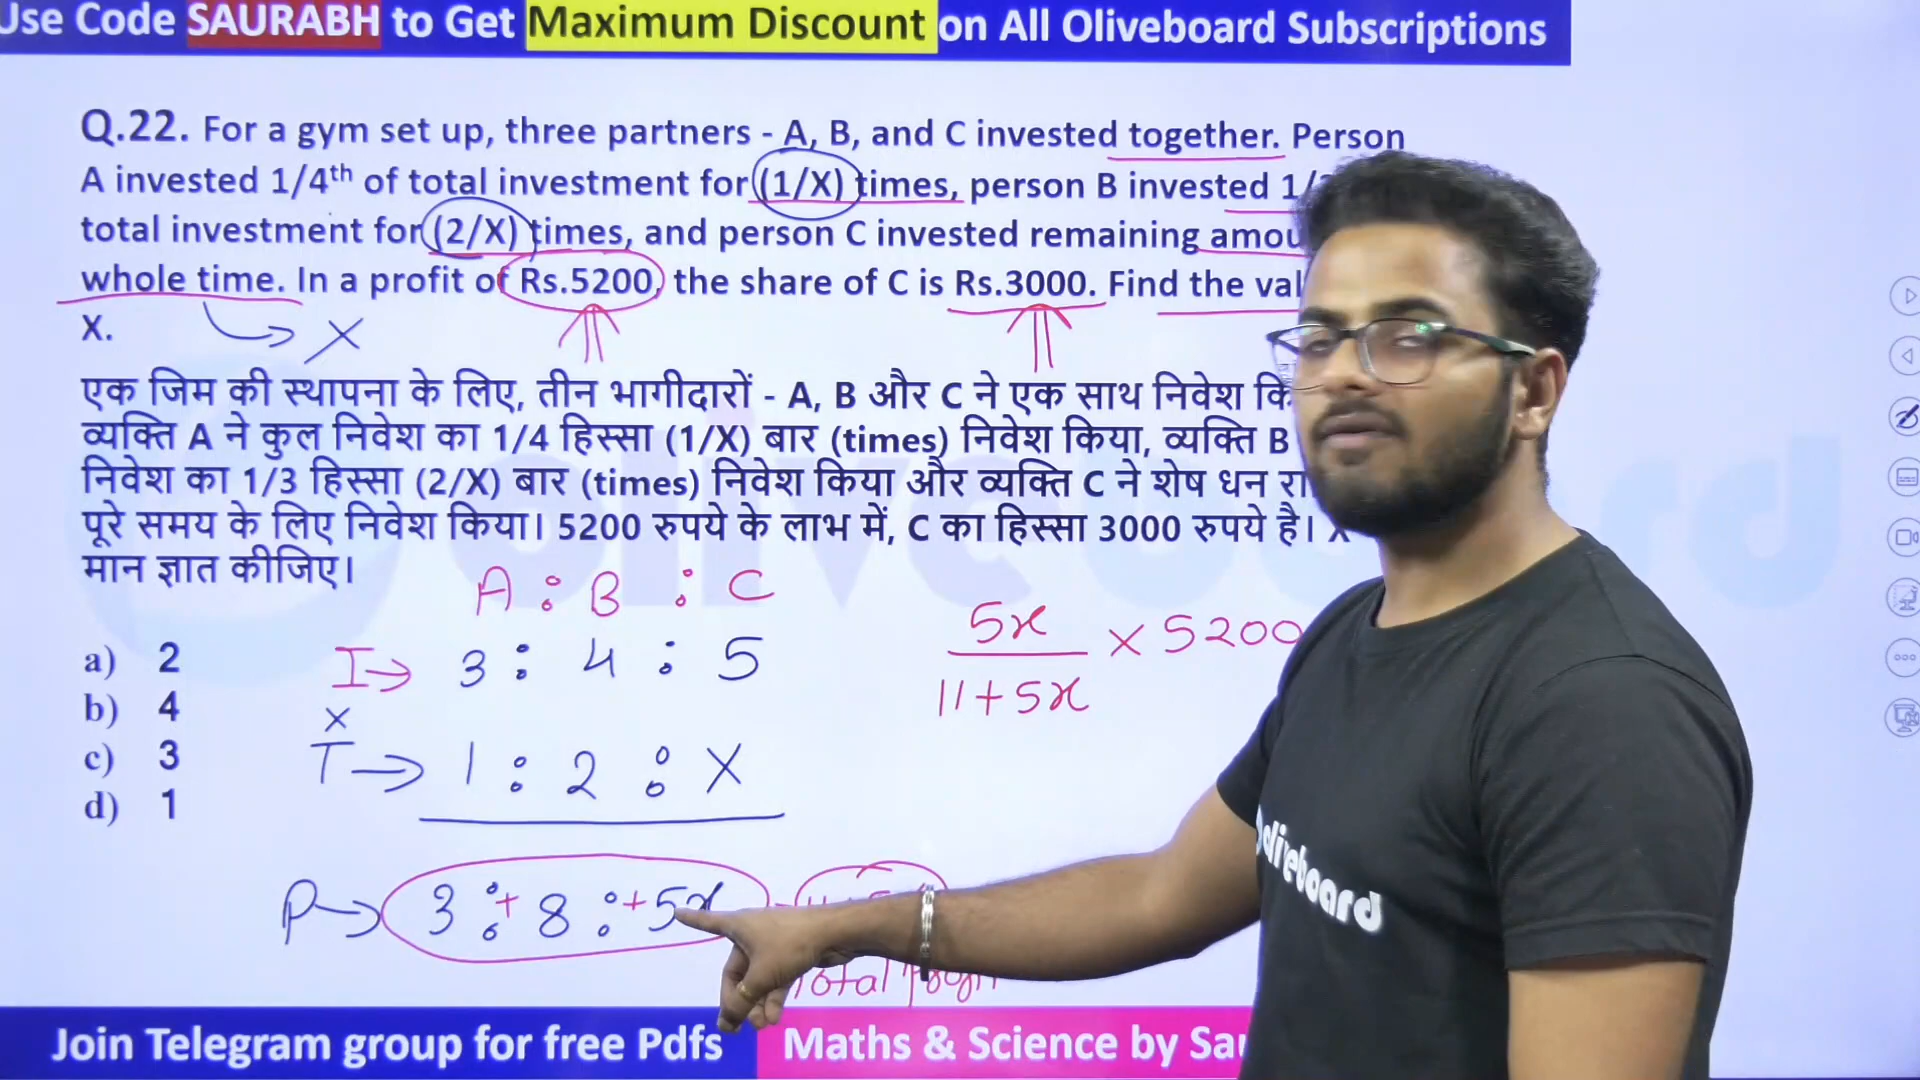 Use Code SAURABH to Get Maximum Discount on All Oliveboard Subscriptions
Q.22. For a gym set up, three partners - A, B, and C invested together. Person
A invested 1/4th of total investment for (1/X) times, person B invested
total investment for (2/X) times, and person C invested remaining
whole time. In a profit of Rs.5200, the share of C is Rs.3000. Find the
X.
X
एक जिम की स्थापना के लिए, तीन भागीदारों - A, B और C ने एक साथ निवेश
व्यक्ति A ने कुल निवेश का 1/4 हिस्सा (1/X) बार (times) निवेश किया, व्यक्ति B
निवेश का 1/3 हिस्सा (2/X) बार (times) निवेश किया और व्यक्ति C ने शेष धन
पूरे समय के लिए निवेश किया। 5200 रुपये के लाभ में, C का हिस्सा 3000 रुपये है।
मान ज्ञात कीजिए।
A : B : C
a) 2
b) 4
c) 3
d) 1
I → 3 : 4 : 5
X
T → 1 : 2 : X
P → 3 : + 8 : + 5x
Total Profit
5x
11 + 5x
× 5200
oliveboard
Join Telegram group for free Pdfs
Maths & Science by